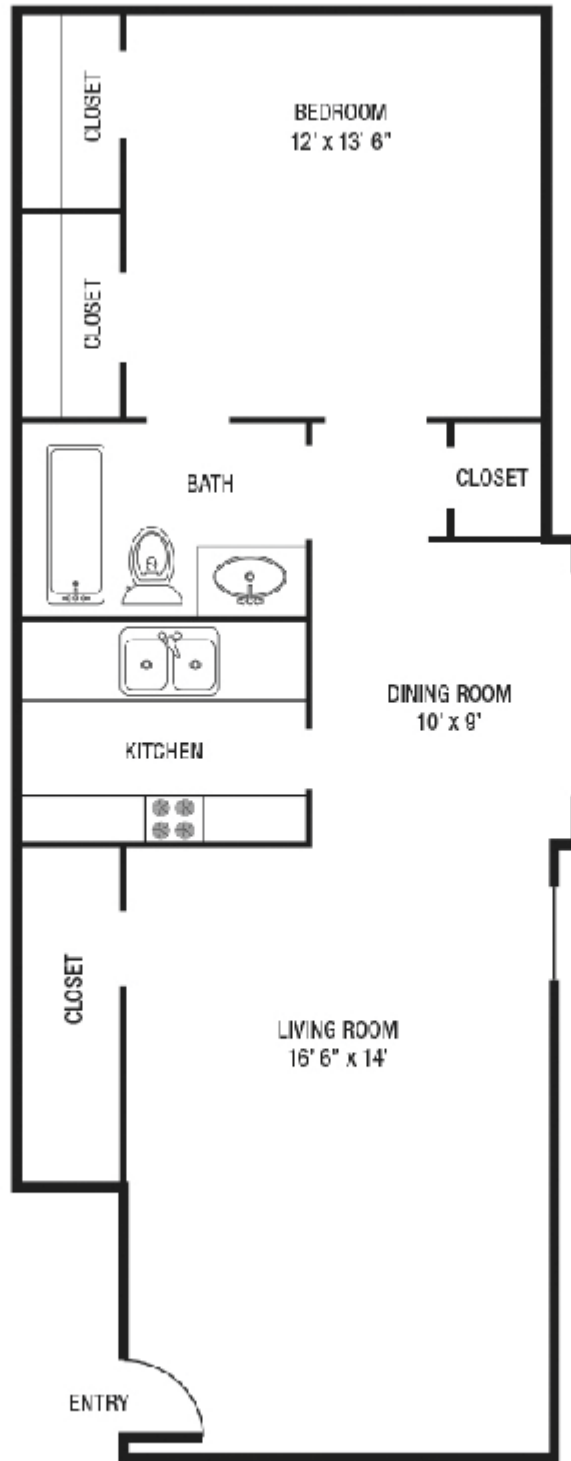 CLOSET
BEDROOM
12' x 13' 6"
CLOSET
BATH
CLOSET
DINING ROOM
10' x 9'
KITCHEN
CLOSET
LIVING ROOM
16' 6" x 14'
ENTRY